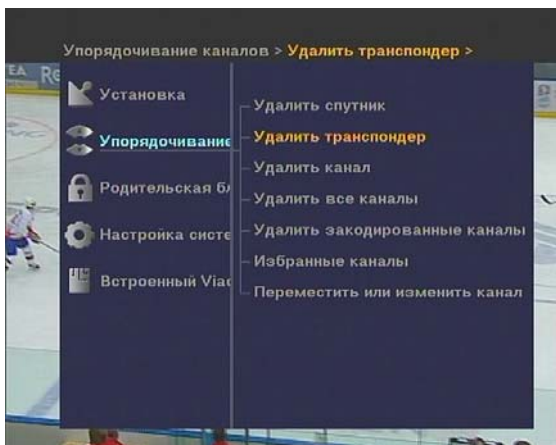 Упорядочивание каналов > Удалить транспондер >
Установка
Упорядочивание
Родительская бл
Настройка систе
Встроенный Viac
Удалить спутник
Удалить транспондер
Удалить канал
Удалить все каналы
Удалить закодированные каналы
Избранные каналы
Переместить или изменить канал